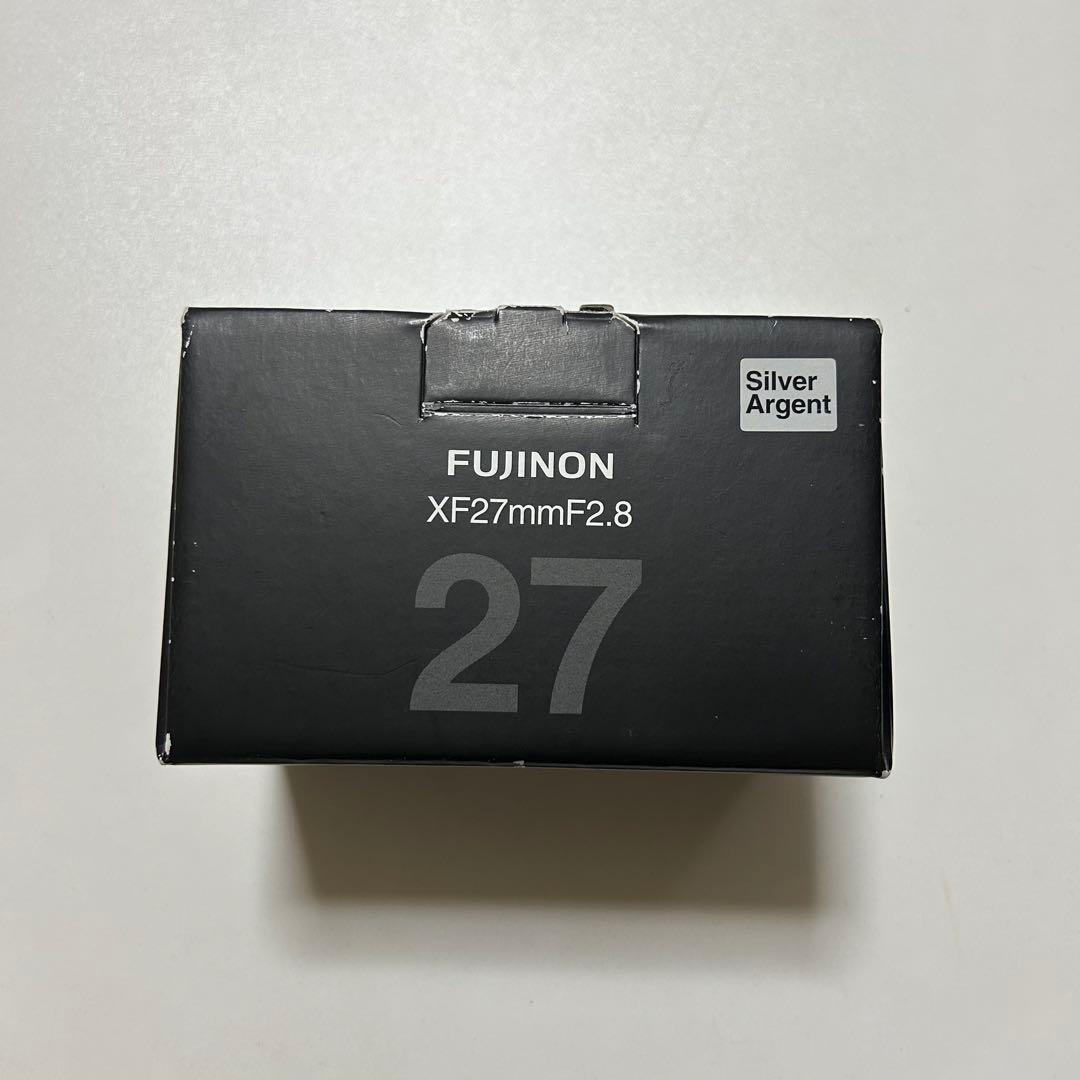 Silver
Argent
FUJINON
XF27mmF2.8
27